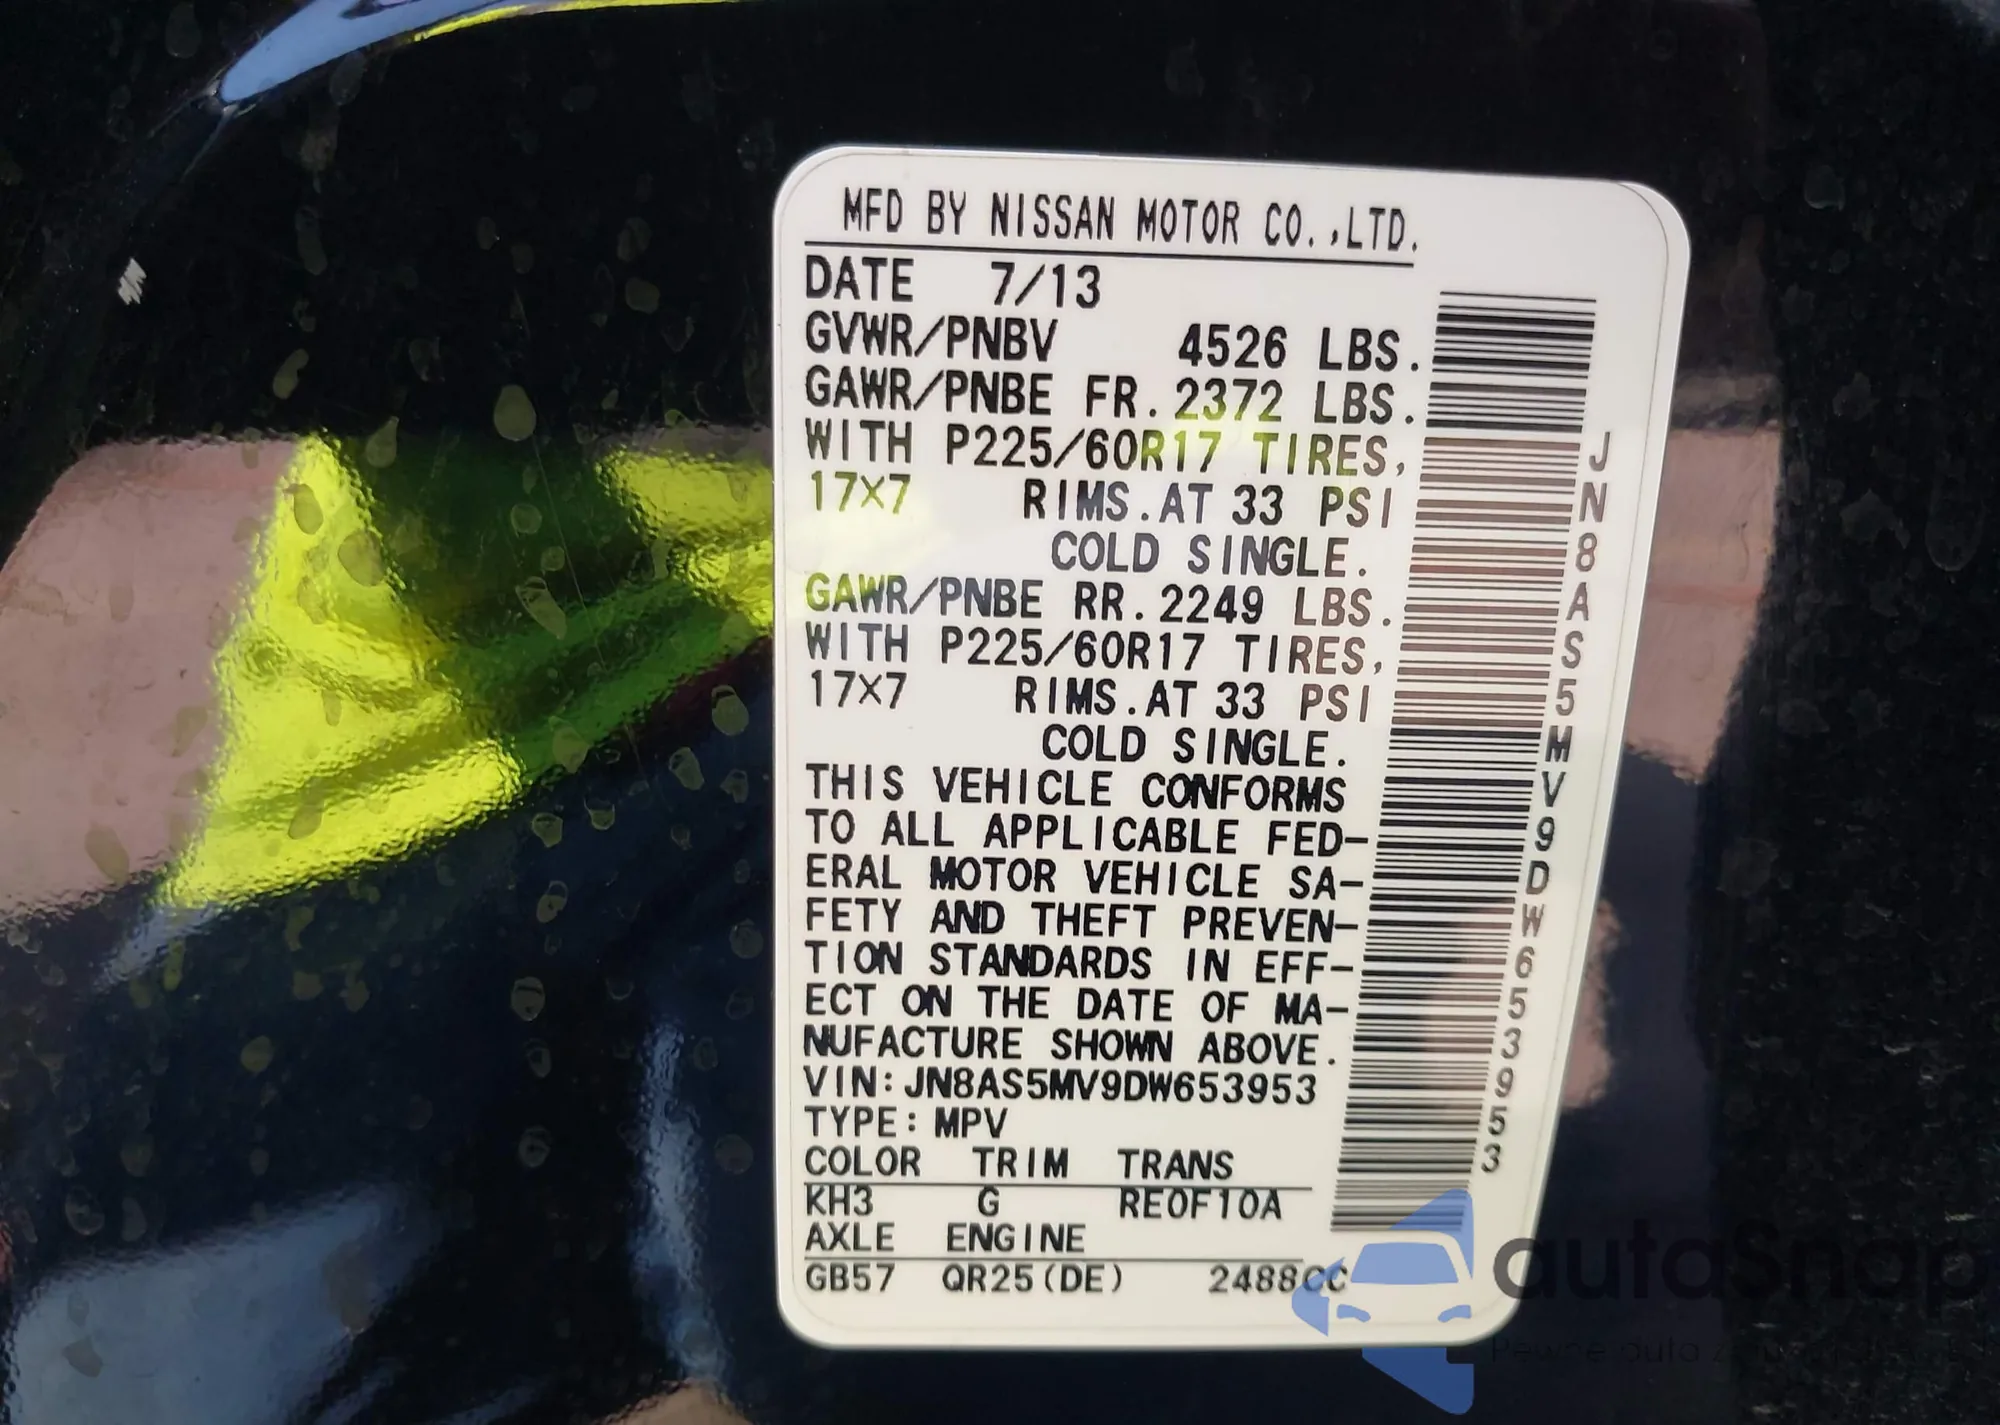 MFD BY NISSAN MOTOR CO.,LTD.
DATE 7/13
GVWR/PNBV 4526 LBS.
GAWR/PNBE FR. 2372 LBS.
WITH P225/60R17 TIRES,
17X7 RIMS.AT 33 PSI
COLD SINGLE.
GAWR/PNBE RR. 2249 LBS.
WITH P225/60R17 TIRES,
17X7 RIMS.AT 33 PSI
COLD SINGLE.
THIS VEHICLE CONFORMS
TO ALL APPLICABLE FED-
ERAL MOTOR VEHICLE SA-
FETY AND THEFT PREVEN-
TION STANDARDS IN EFF-
ECT ON THE DATE OF MA-
NUFACTURE SHOWN ABOVE.
VIN: JN8AS5MV9DW653953
TYPE: MPV
COLOR TRIM TRANS
KH3 G RE0F10A
AXLE ENGINE
GB57 QR25(DE) 2488CC
JN8AS5MV9DW653953
autosnap
Pewne auto